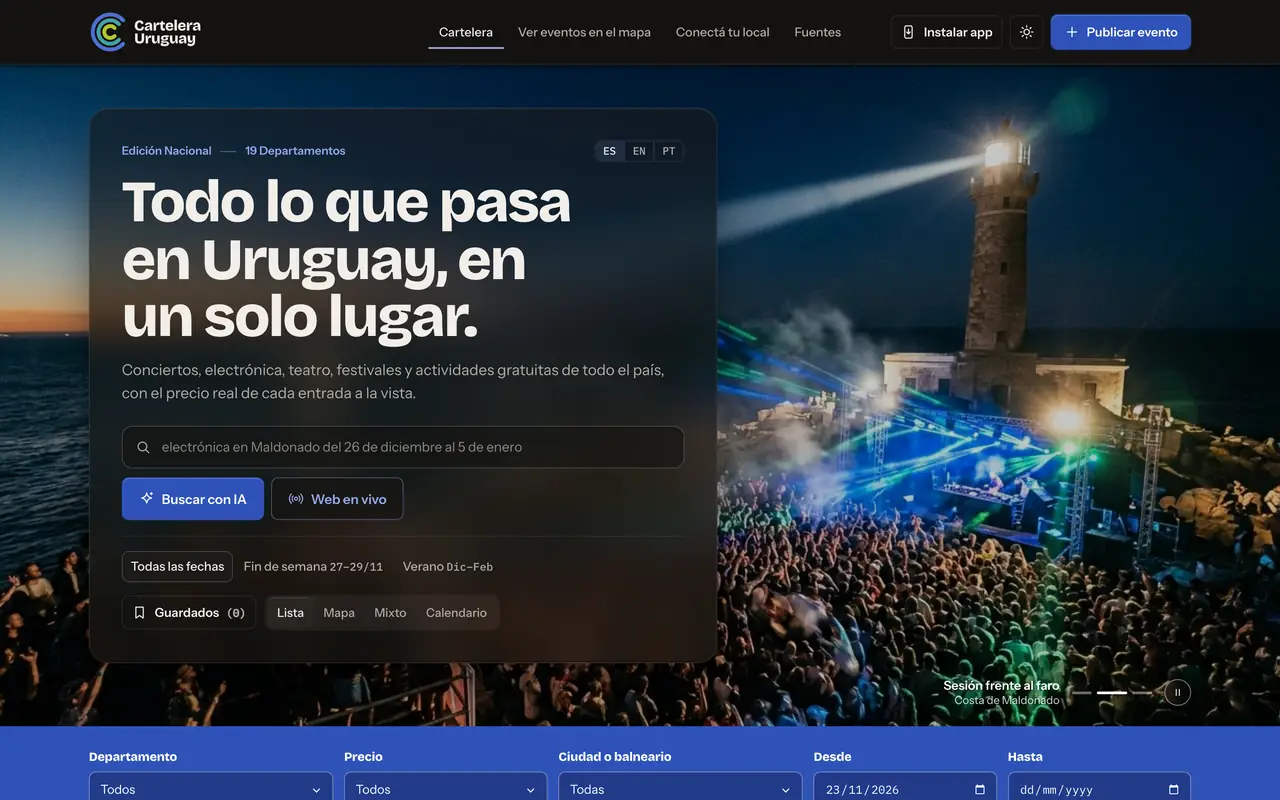 Cartelera
Uruguay
Cartelera
Ver eventos en el mapa
Conectá tu local
Fuentes
Instalar app
Publicar evento
Edición Nacional — 19 Departamentos
ES EN PT
Todo lo que pasa
en Uruguay, en
un solo lugar.
Conciertos, electrónica, teatro, festivales y actividades gratuitas de todo el país,
con el precio real de cada entrada a la vista.
electrónica en Maldonado del 26 de diciembre al 5 de enero
Buscar con IA
Web en vivo
Todas las fechas
Fin de semana 27–29/11
Verano Dic–Feb
Guardados (0)
Lista
Mapa
Mixto
Calendario
Sesión frente al faro
Costa de Maldonado
Departamento
Precio
Ciudad o balneario
Desde
Hasta
Todos
Todos
Todas
23/11/2026
dd/mm/yyyy